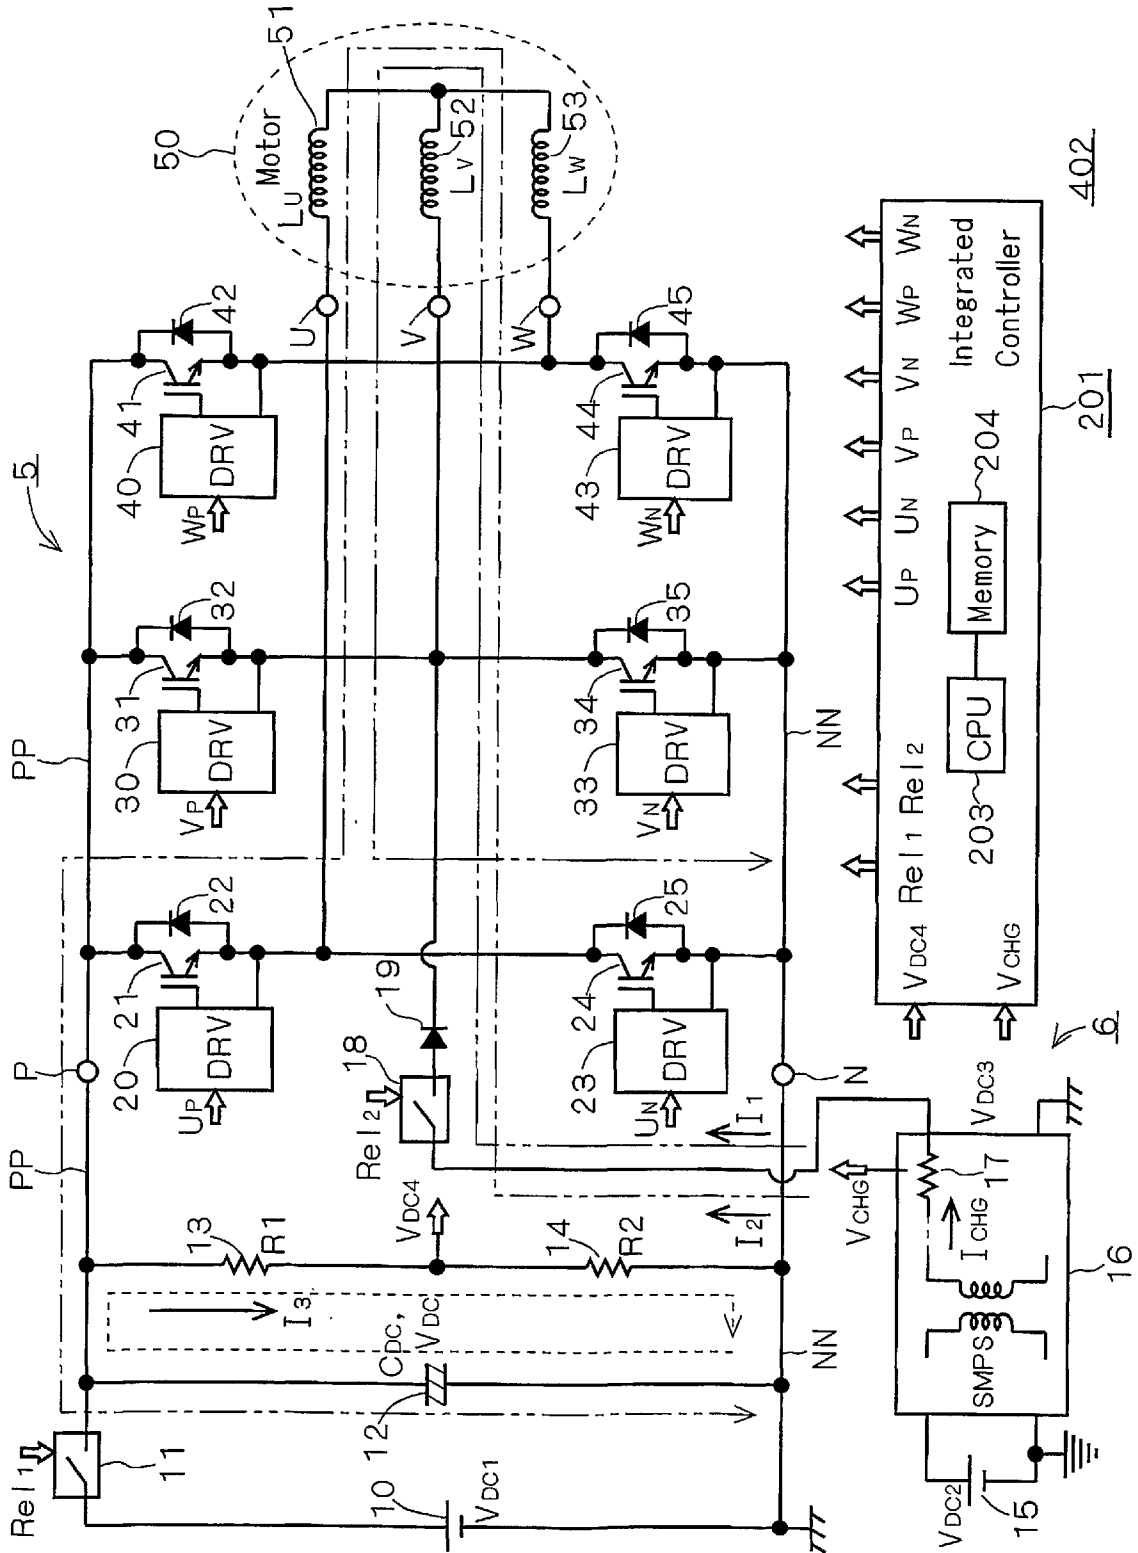 5
Rel1
PP
P
PP
11
20
21
22
DRV
UP
30
31
32
DRV
VP
40
41
42
DRV
WP
50
Motor
51
LU
U
13
R1
Rel2
18
19
10
VDC1
12
CDC,
VDC
I3
VDC4
V
LV
52
14
R2
23
24
25
DRV
UN
33
34
35
DRV
VN
43
44
45
DRV
WN
W
LW
53
I2
I1
NN
N
NN
VCHG
VDC3
6
VDC2
15
SMPS
ICHG
17
16
VDC4
VCHG
Rel1
Rel2
UP
UN
VP
VN
WP
WN
203
CPU
Memory
204
Integrated
Controller
201
402